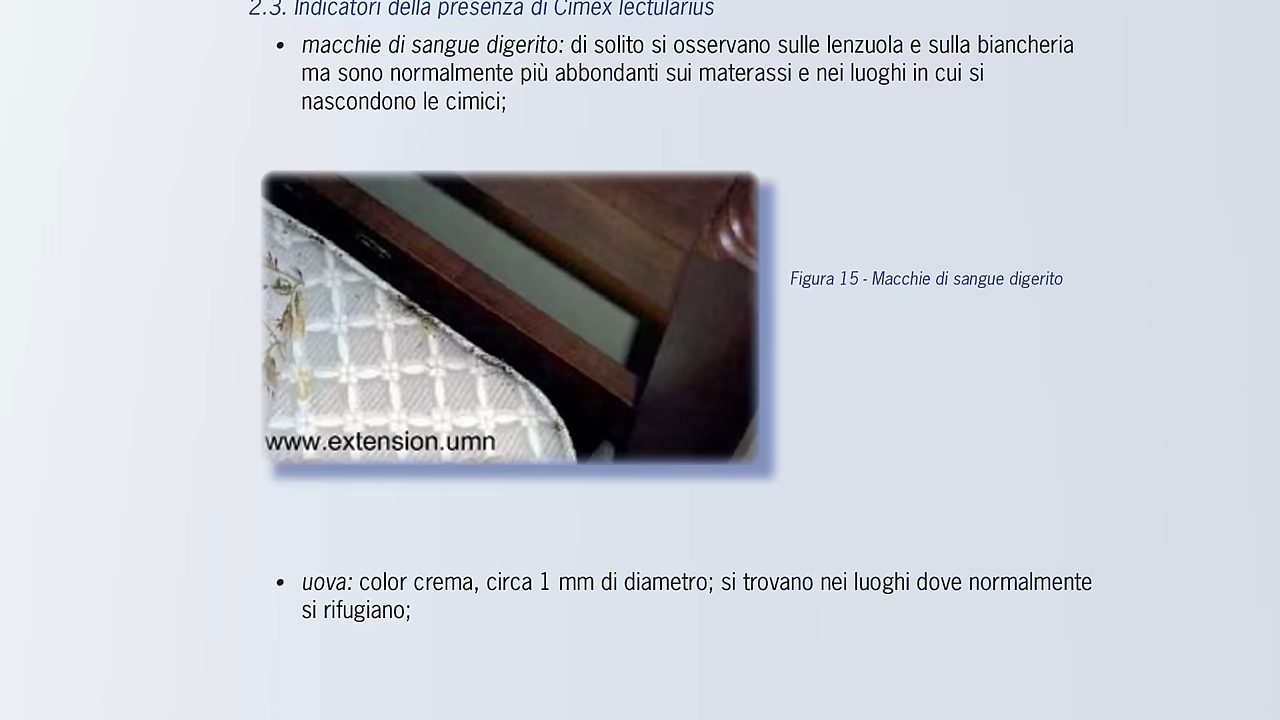 2.3. Indicatori della presenza di Cimex lectularius
• macchie di sangue digerito: di solito si osservano sulle lenzuola e sulla biancheria
ma sono normalmente più abbondanti sui materassi e nei luoghi in cui si
nascondono le cimici;
Figura 15 - Macchie di sangue digerito
www.extension.umn
• uova: color crema, circa 1 mm di diametro; si trovano nei luoghi dove normalmente
si rifugiano;